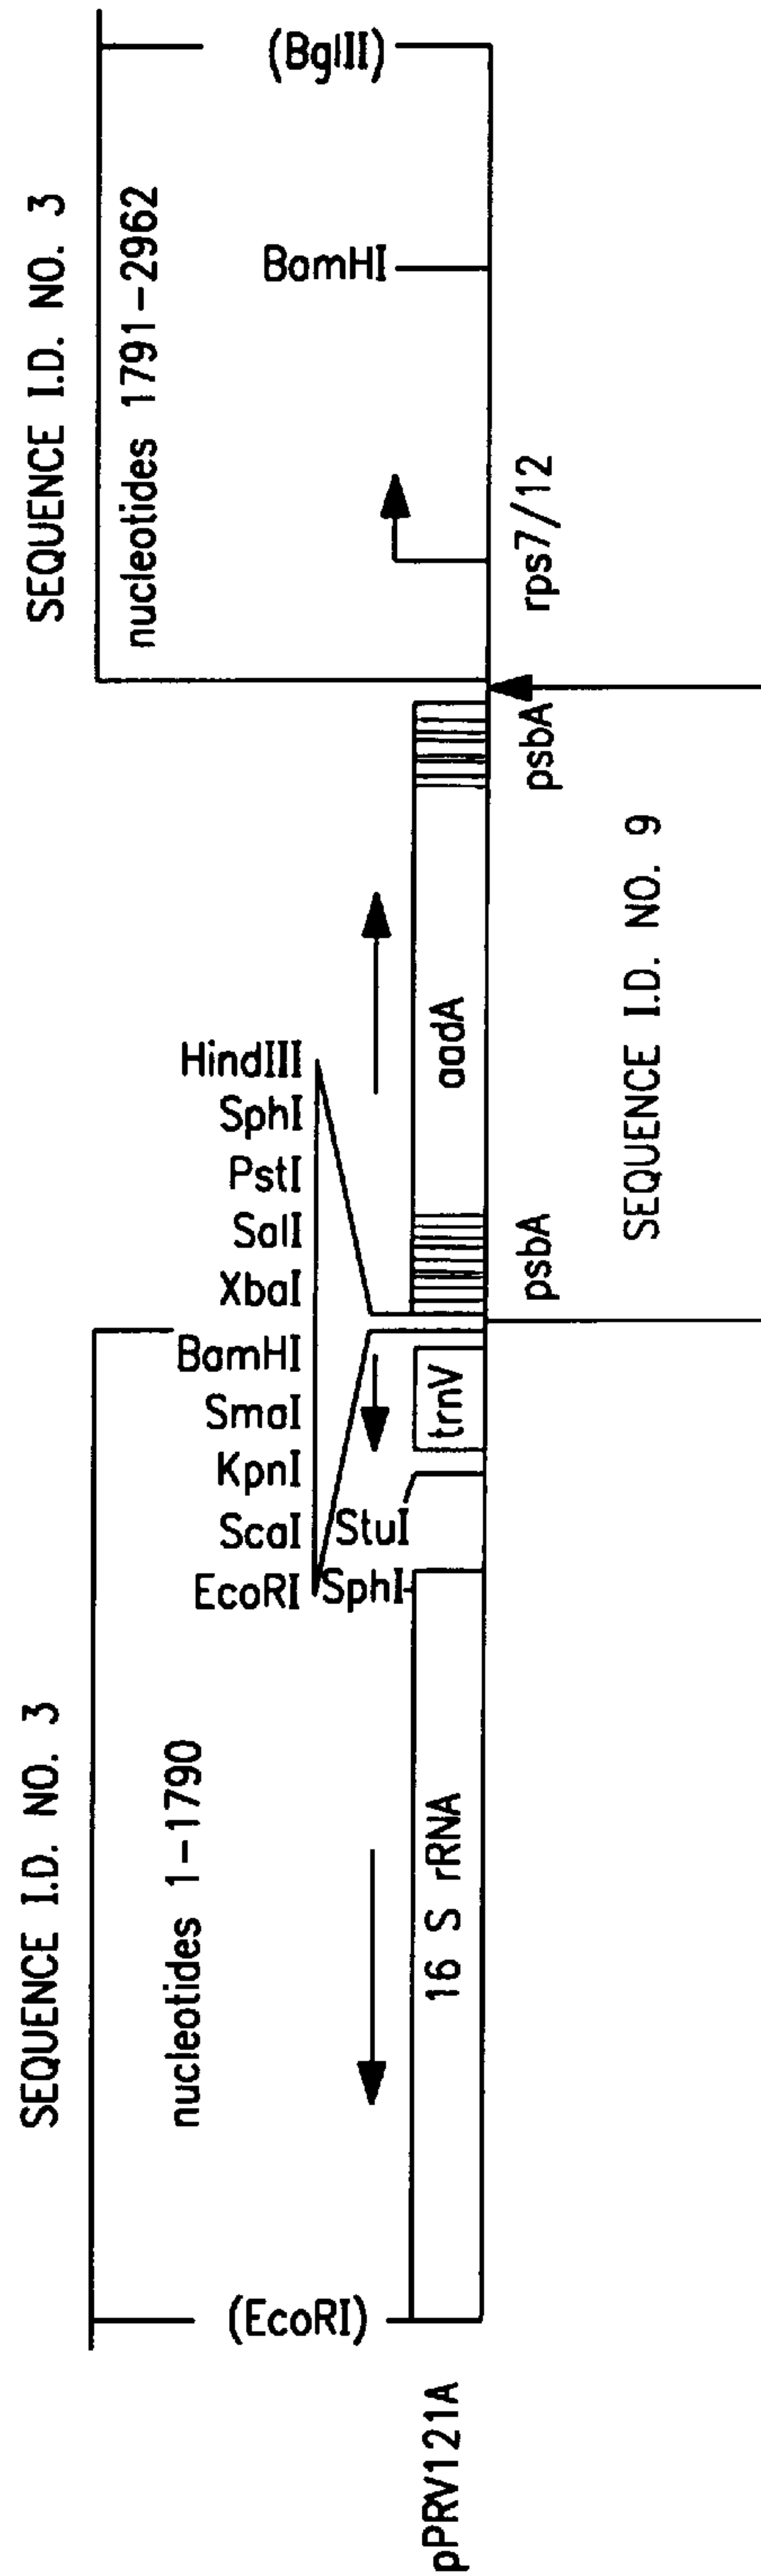 SEQUENCE I.D. NO. 3
SEQUENCE I.D. NO. 3
nucleotides 1-1790
nucleotides 1791-2962
EcoRI
ScaI
KpnI
SmaI
BamHI
XbaI
SalI
PstI
SphI
HindIII
(EcoRI)
SphI
StuI
BamHI
(BglII)
pPRV121A
16 S rRNA
trnV
aadA
psbA
psbA
rps7/12
SEQUENCE I.D. NO. 9